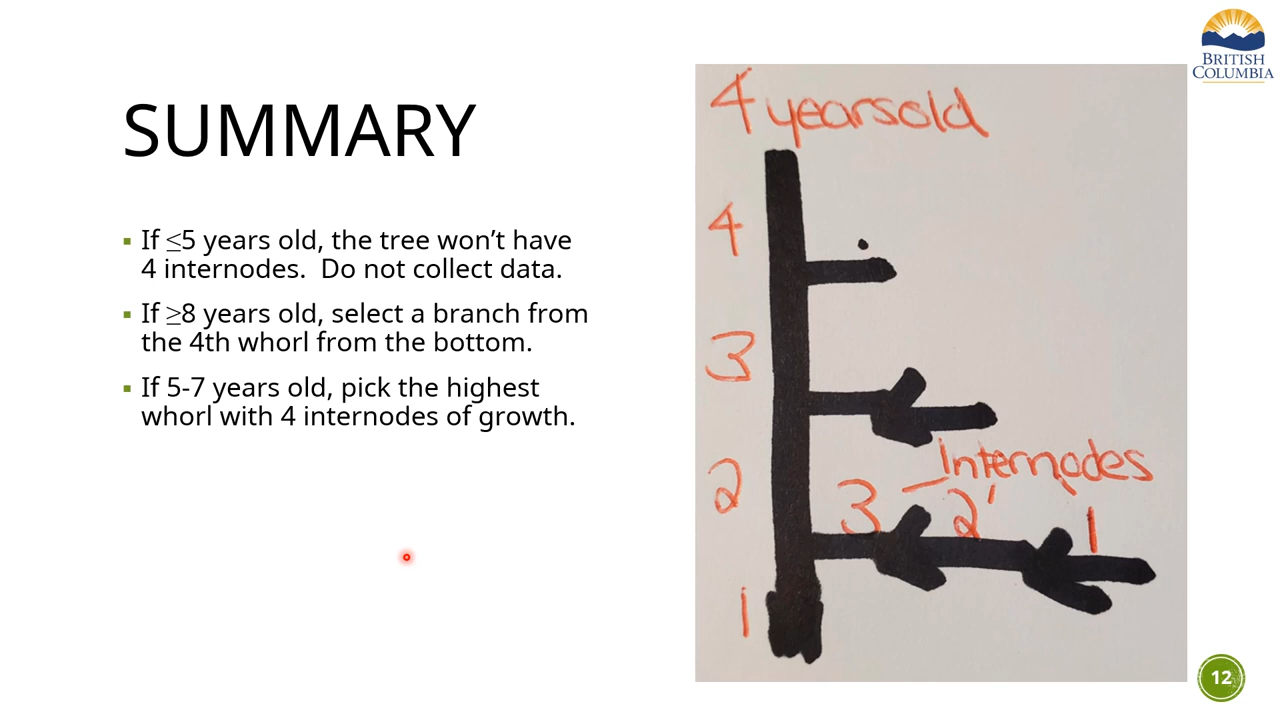 BRITISH
COLUMBIA
SUMMARY
▪ If ≤5 years old, the tree won’t have
4 internodes.  Do not collect data.
▪ If ≥8 years old, select a branch from
the 4th whorl from the bottom.
▪ If 5-7 years old, pick the highest
whorl with 4 internodes of growth.
4 yearsold
4
3
Internodes
2
3 2 1
1
12